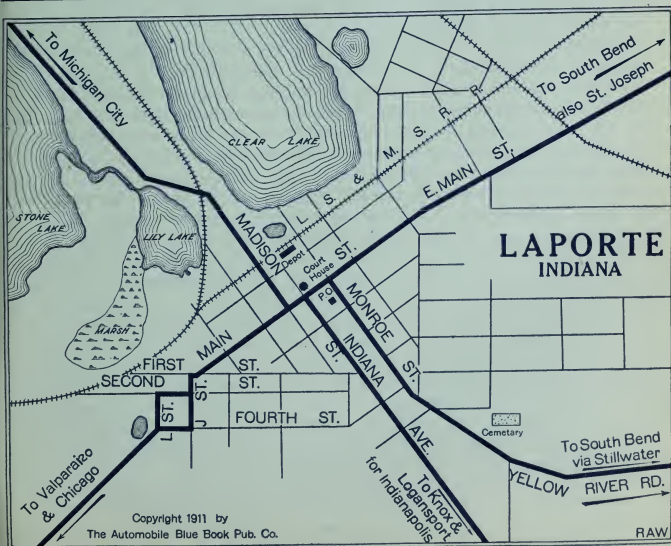 To Michigan City
To South Bend
also St. Joseph
CLEAR LAKE
L. S. & M. S. R. R.
E. MAIN ST.
STONE
LAKE
LILY LAKE
MADISON ST.
Depot
Court
House
LAPORTE
INDIANA
P.O.
MONROE ST.
MARSH
MAIN ST.
INDIANA AVE.
FIRST ST.
SECOND ST.
J ST.
L ST.
FOURTH ST.
Cemetary
To South Bend
via Stillwater
YELLOW RIVER RD.
To Valparaizo
& Chicago
To Knox &
Logansport
for Indianapolis
Copyright 1911 by
The Automobile Blue Book Pub. Co.
RAW